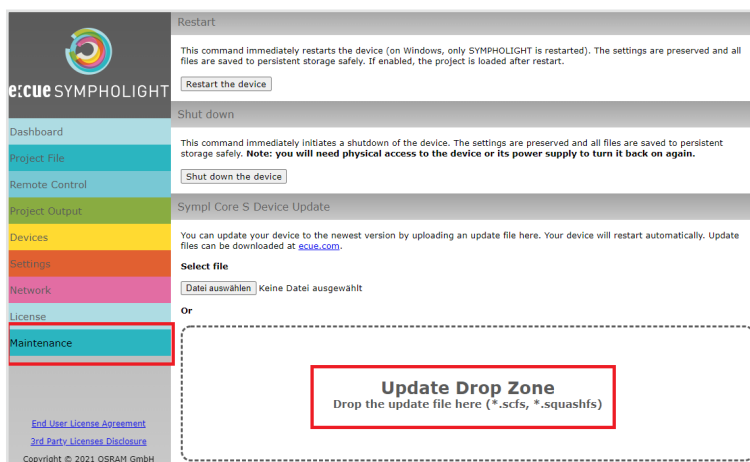 e:cue SYMPHOLIGHT
Dashboard
Project File
Remote Control
Project Output
Devices
Settings
Network
License
Maintenance
End User License Agreement
3rd Party Licenses Disclosure
Copyright © 2021 OSRAM GmbH
Restart
This command immediately restarts the device (on Windows, only SYMPHOLIGHT is restarted). The settings are preserved and all
files are saved to persistent storage safely. If enabled, the project is loaded after restart.
Restart the device
Shut down
This command immediately initiates a shutdown of the device. The settings are preserved and all files are saved to persistent
storage safely. Note: you will need physical access to the device or its power supply to turn it back on again.
Shut down the device
Sympl Core S Device Update
You can update your device to the newest version by uploading an update file here. Your device will restart automatically. Update
files can be downloaded at ecue.com.
Select file
Datei auswählen Keine Datei ausgewählt
Or
Update Drop Zone
Drop the update file here (*.scfs, *.squashfs)